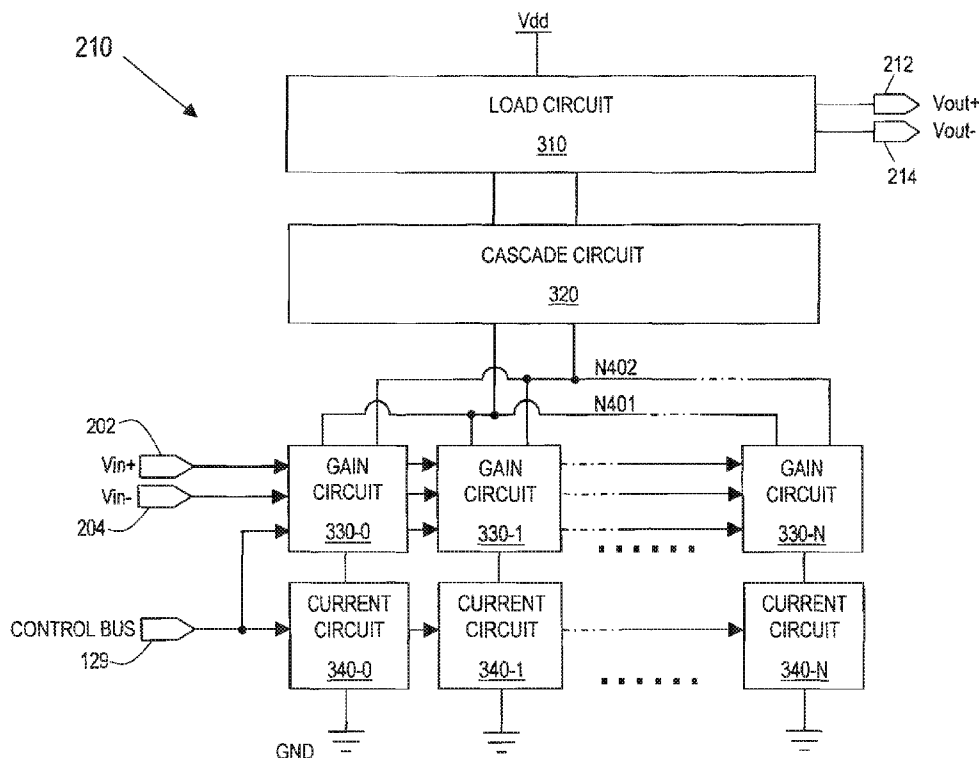 Vdd
210
LOAD CIRCUIT
310
212
Vout+
Vout-
214
CASCADE CIRCUIT
320
N402
N401
202
Vin+
Vin-
204
GAIN
CIRCUIT
330-0
GAIN
CIRCUIT
330-1
GAIN
CIRCUIT
330-N
CONTROL BUS
129
CURRENT
CIRCUIT
340-0
CURRENT
CIRCUIT
340-1
CURRENT
CIRCUIT
340-N
GND